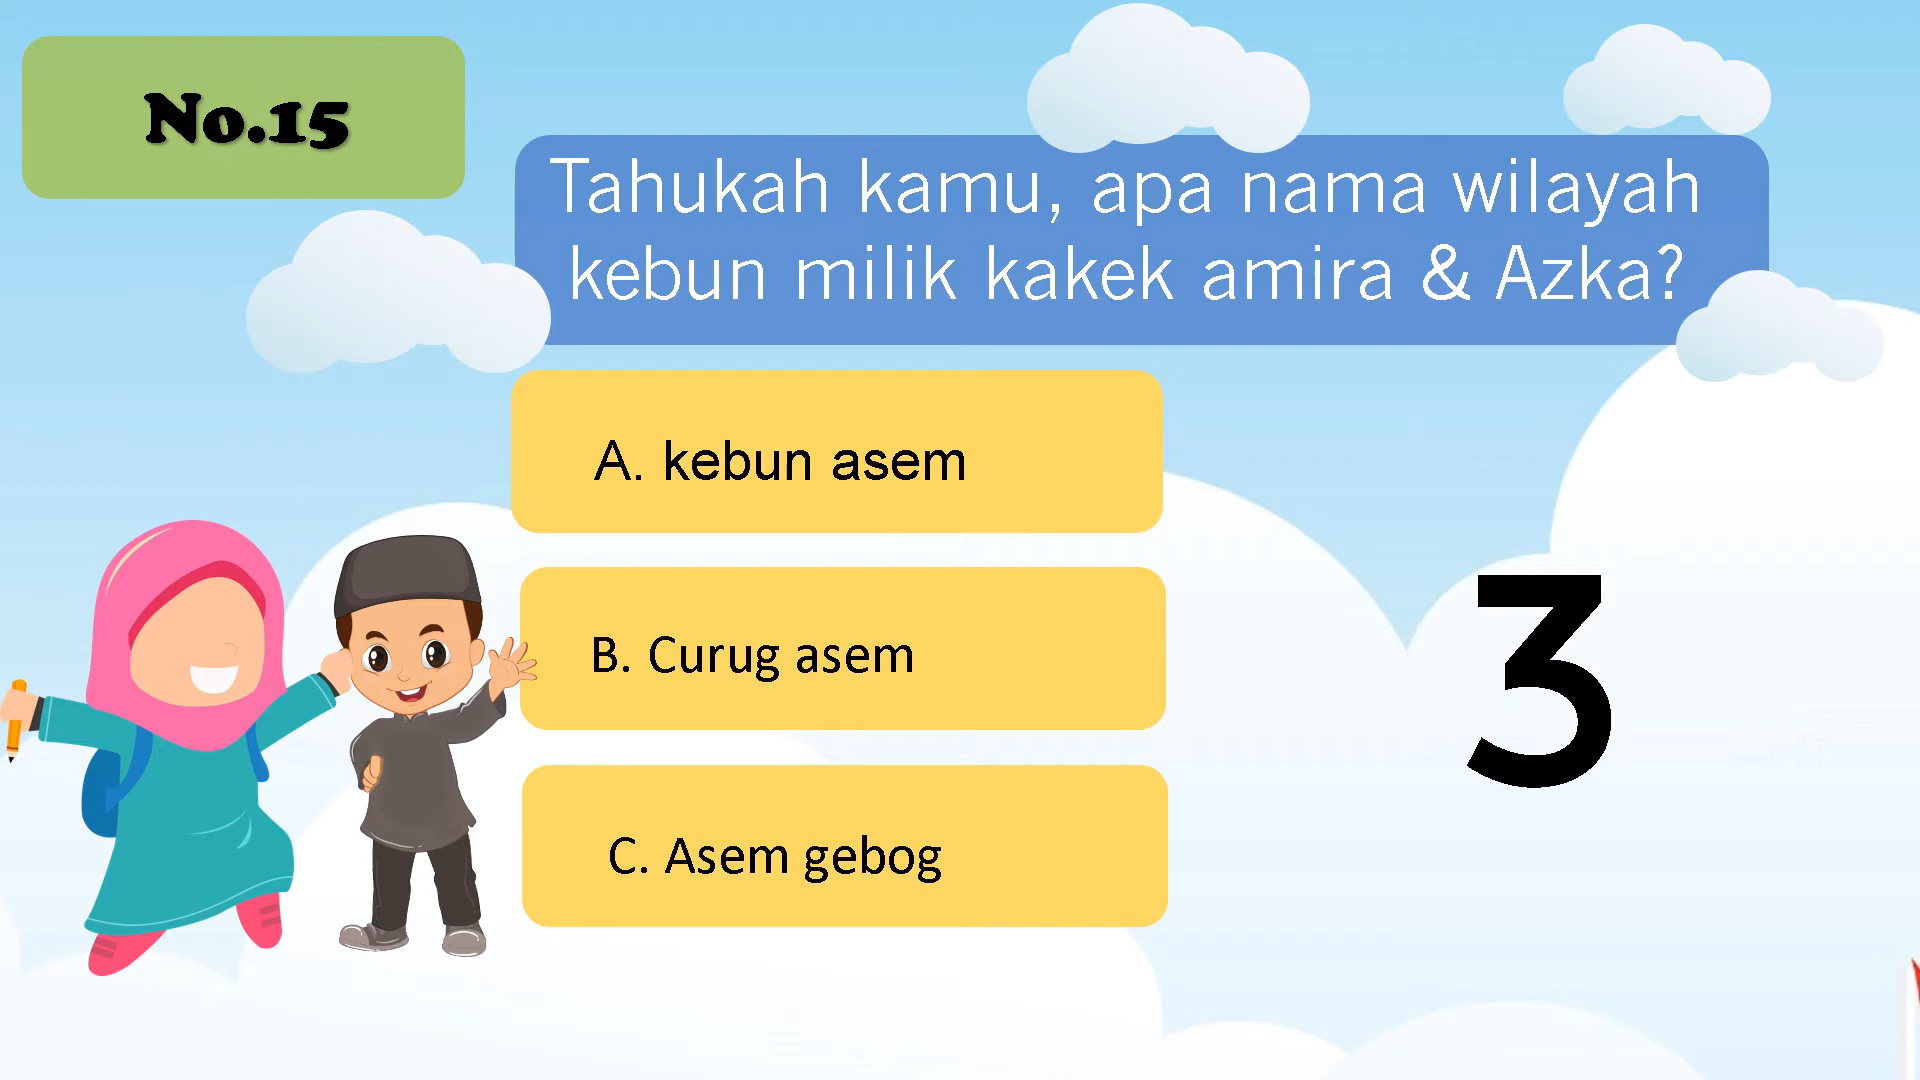 No.15
Tahukah kamu, apa nama wilayah
kebun milik kakek amira & Azka?
A. kebun asem
B. Curug asem
C. Asem gebog
3